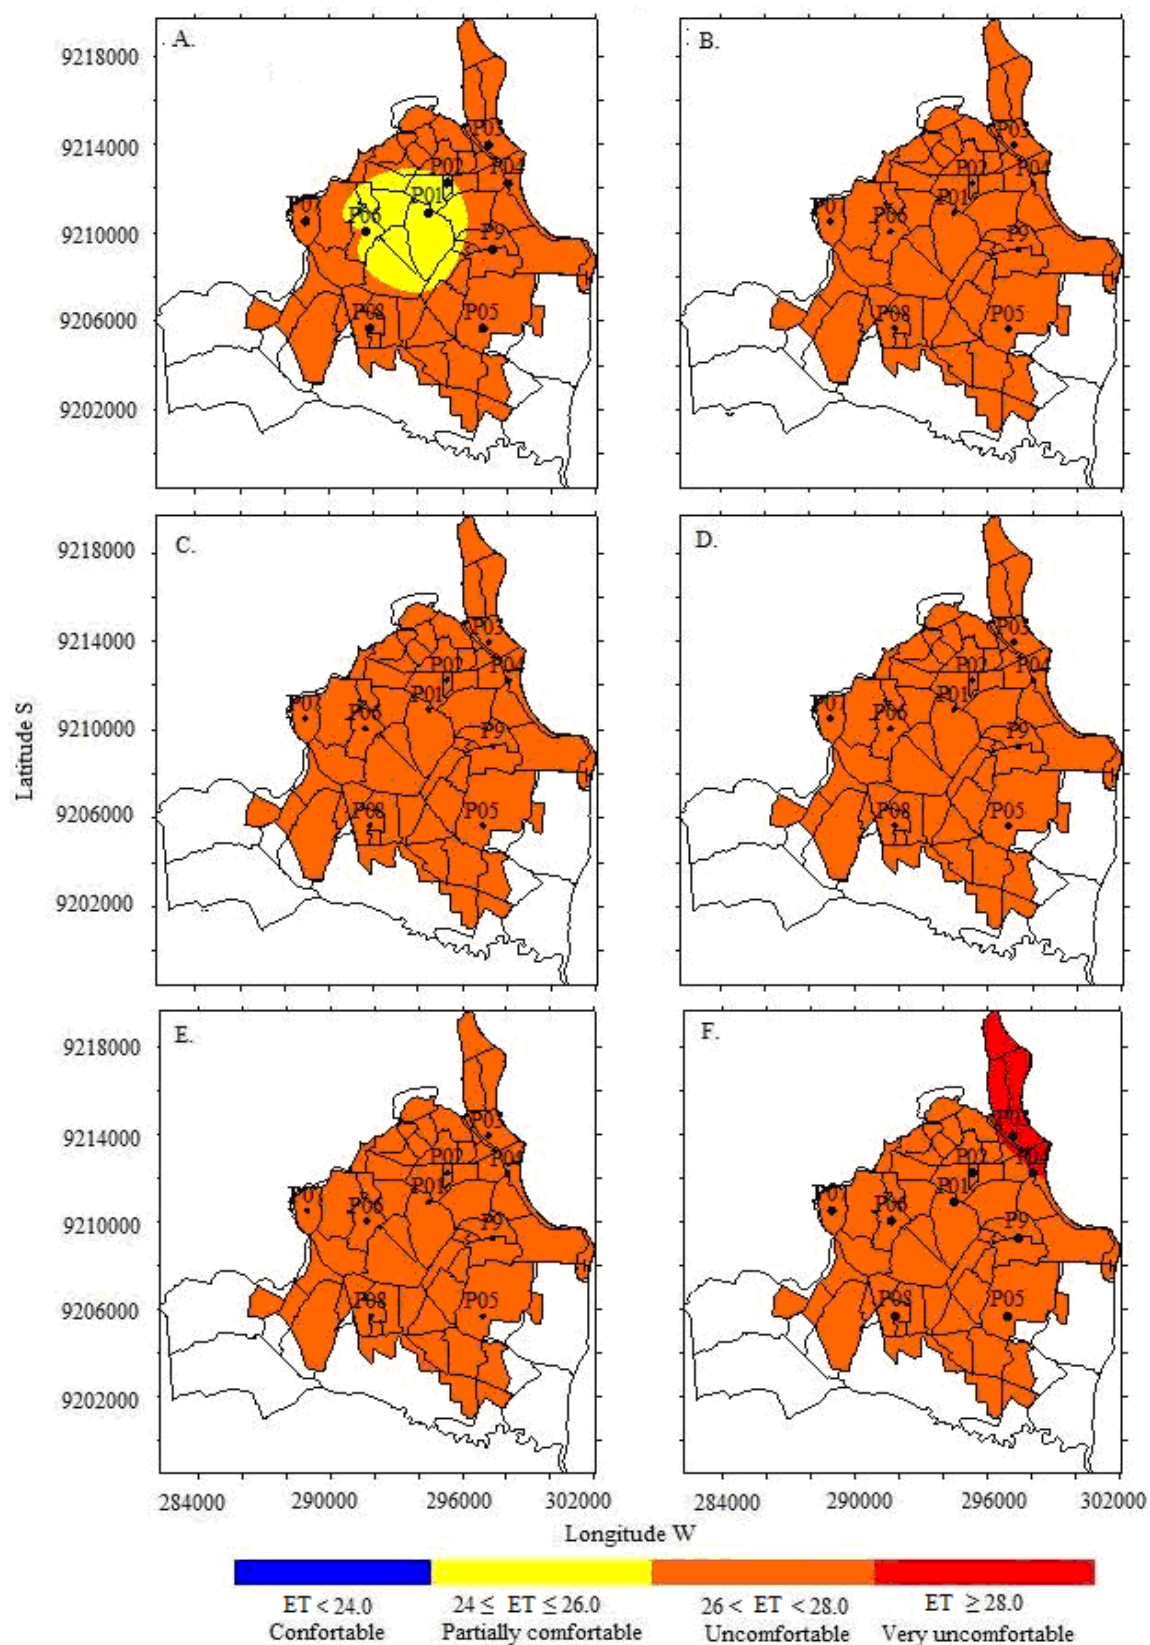 A.
B.
9218000
9214000
9210000
9206000
9202000
P03
P02
P04
P01
P07
P06
P9
P08
P05
P03
P02
P04
P01
P07
P06
P9
P08
P05
C.
D.
9218000
9214000
9210000
9206000
9202000
P03
P02
P04
P01
P07
P06
P9
P08
P05
P03
P02
P04
P01
P07
P06
P9
P08
P05
Latitude S
E.
F.
9218000
9214000
9210000
9206000
9202000
P03
P02
P04
P01
P07
P06
P9
P08
P05
P03
P02
P04
P01
P07
P06
P9
P08
P05
284000 290000 296000 302000
284000 290000 296000 302000
Longitude W
ET < 24.0 24 ≤ ET ≤ 26.0 26 < ET < 28.0 ET ≥ 28.0
Confortable Partially comfortable Uncomfortable Very uncomfortable